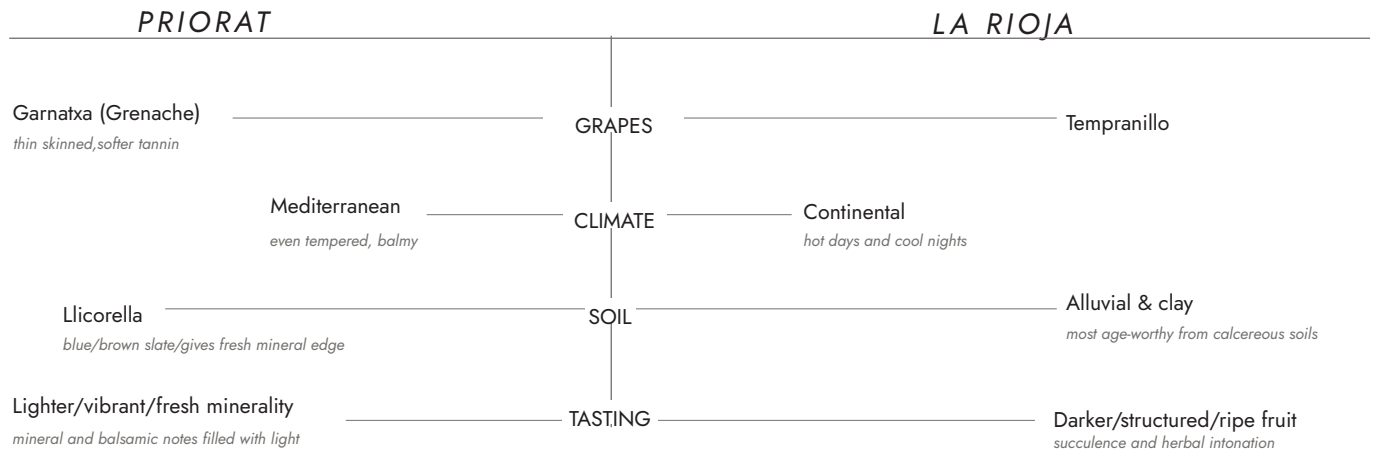 PRIORAT
LA RIOJA
Garnatxa (Grenache)
thin skinned,softer tannin
GRAPES
Tempranillo
Mediterranean
even tempered, balmy
CLIMATE
Continental
hot days and cool nights
Llicorella
blue/brown slate/gives fresh mineral edge
SOIL
Alluvial & clay
most age-worthy from calcereous soils
Lighter/vibrant/fresh minerality
mineral and balsamic notes filled with light
TASTING
Darker/structured/ripe fruit
succulence and herbal intonation